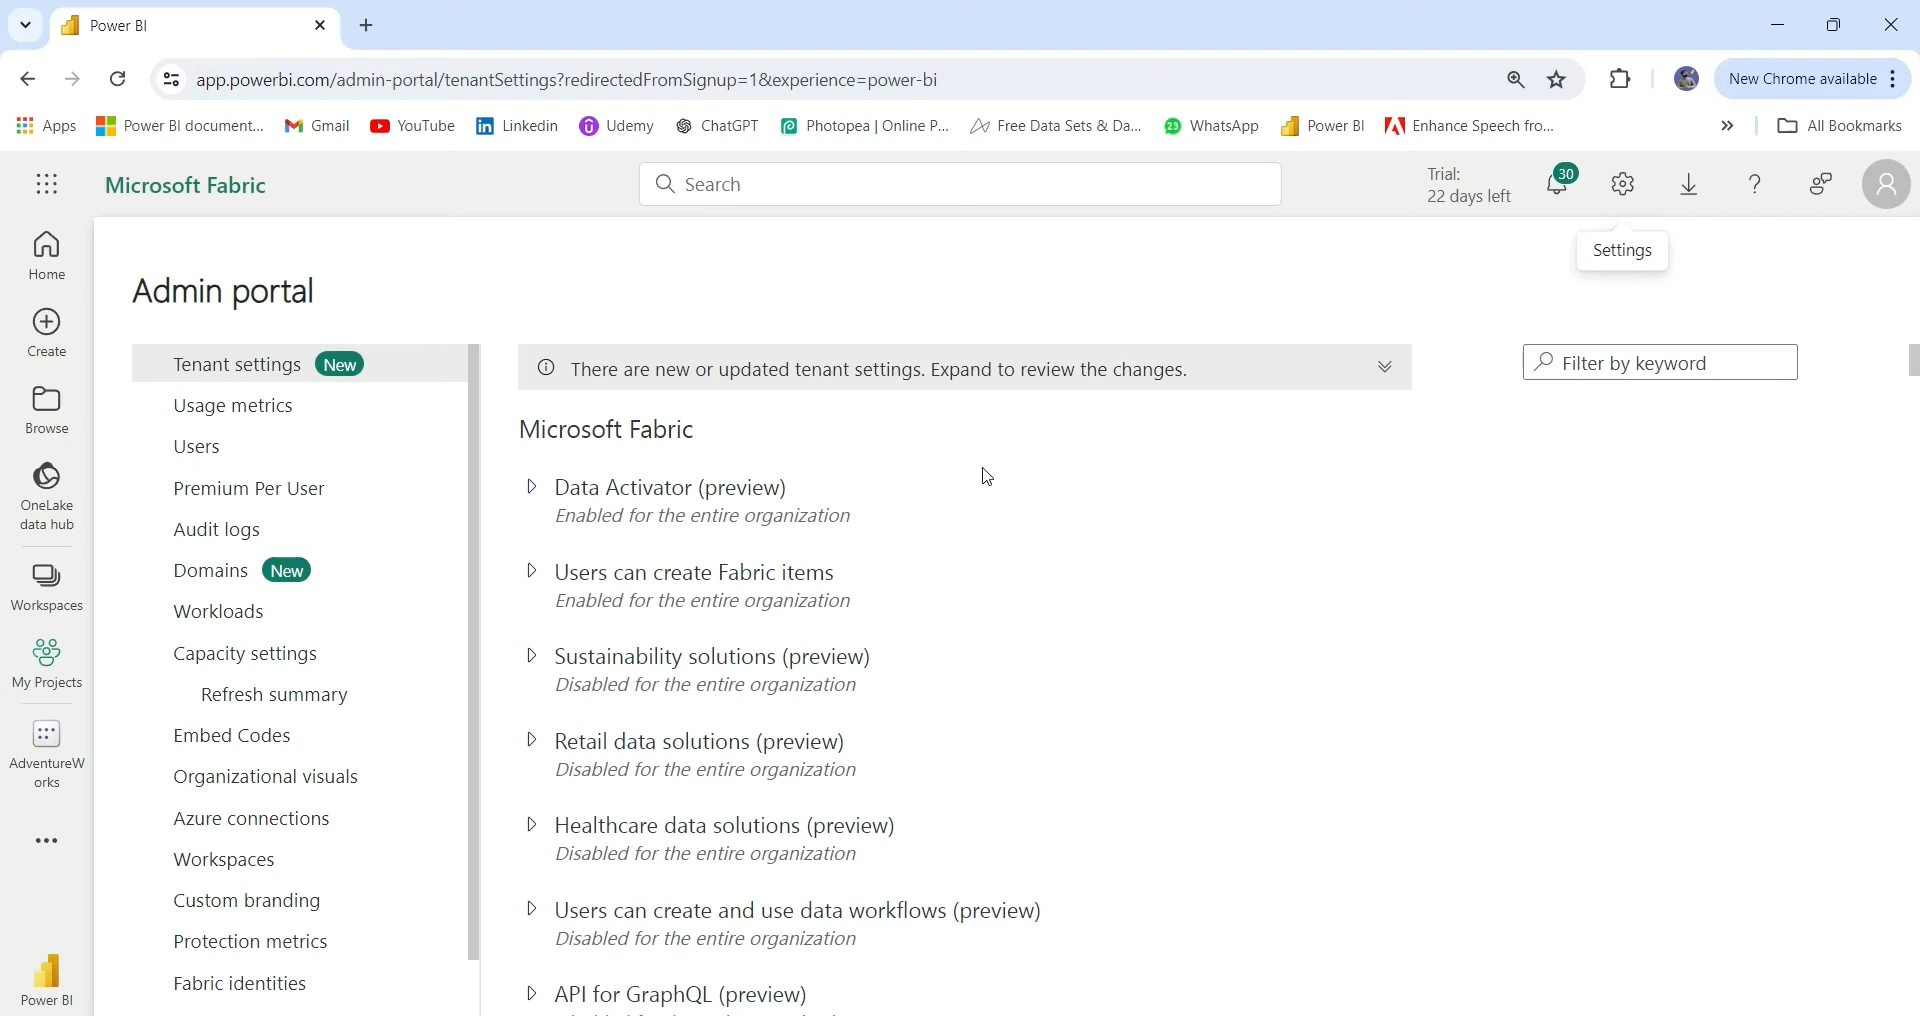 Power BI
app.powerbi.com/admin-portal/tenantSettings?redirectedFromSignup=1&experience=power-bi
New Chrome available
Apps
Power BI document...
Gmail
YouTube
Linkedin
Udemy
ChatGPT
Photopea | Online P...
Free Data Sets & Da...
23
WhatsApp
Power BI
Enhance Speech fro...
All Bookmarks
Microsoft Fabric
Search
Trial:
22 days left
30
Settings
Home
Create
Browse
OneLake
data hub
Workspaces
My Projects
AdventureW
orks
Power BI
Admin portal
Tenant settings New
Usage metrics
Users
Premium Per User
Audit logs
Domains New
Workloads
Capacity settings
Refresh summary
Embed Codes
Organizational visuals
Azure connections
Workspaces
Custom branding
Protection metrics
Fabric identities
There are new or updated tenant settings. Expand to review the changes.
Filter by keyword
Microsoft Fabric
Data Activator (preview)
Enabled for the entire organization
Users can create Fabric items
Enabled for the entire organization
Sustainability solutions (preview)
Disabled for the entire organization
Retail data solutions (preview)
Disabled for the entire organization
Healthcare data solutions (preview)
Disabled for the entire organization
Users can create and use data workflows (preview)
Disabled for the entire organization
API for GraphQL (preview)